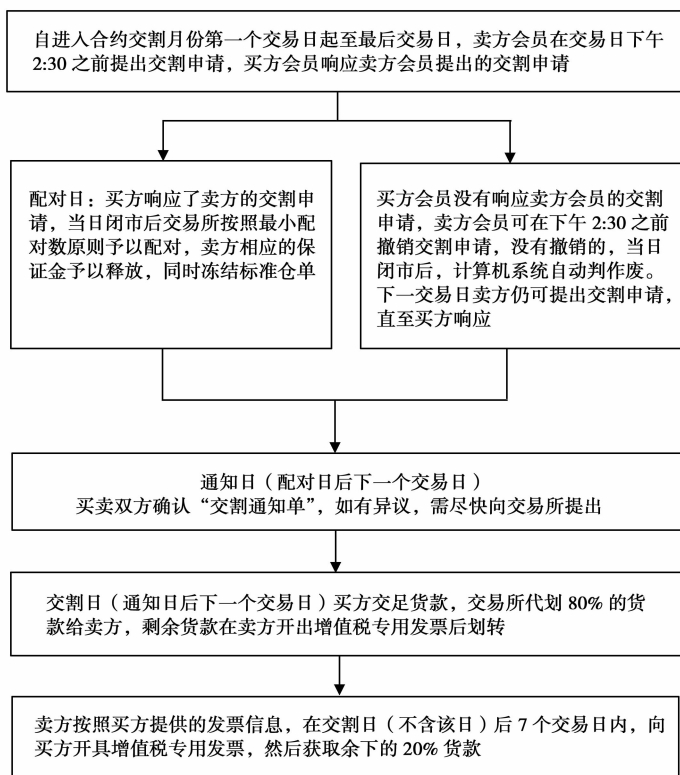 自进入合约交割月份第一个交易日起至最后交易日，卖方会员在交易日下午
2:30 之前提出交割申请，买方会员响应卖方会员提出的交割申请
配对日：买方响应了卖方的交割申
请，当日闭市后交易所按照最小配
对数原则予以配对，卖方相应的保
证金予以释放，同时冻结标准仓单
买方会员没有响应卖方会员的交割
申请，卖方会员可在下午 2:30 之前
撤销交割申请，没有撤销的，当日
闭市后，计算机系统自动判作废。
下一交易日卖方仍可提出交割申请，
直至买方响应
通知日（配对日后下一个交易日）
买卖双方确认“交割通知单”，如有异议，需尽快向交易所提出
交割日（通知日后下一个交易日）买方交足货款，交易所代划 80% 的货
款给卖方，剩余货款在卖方开出增值税专用发票后划转
卖方按照买方提供的发票信息，在交割日（不含该日）后 7 个交易日内，向
买方开具增值税专用发票，然后获取余下的 20% 货款